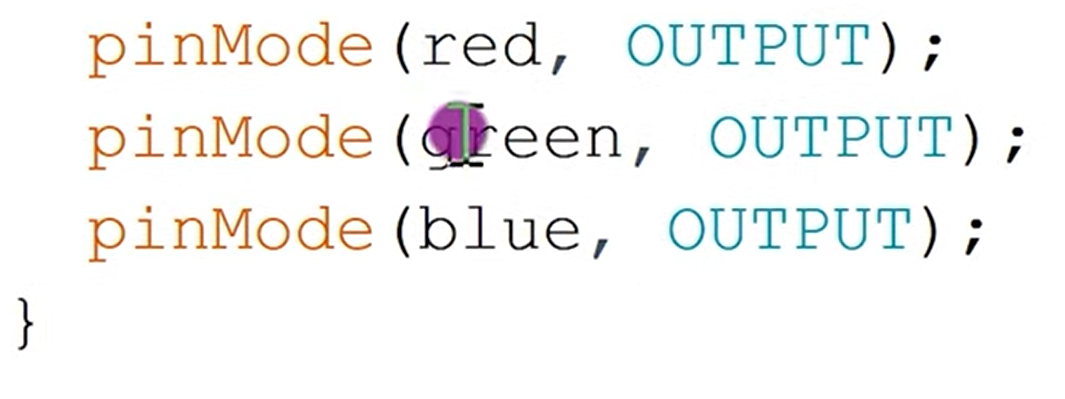 pinMode(red, OUTPUT);
pinMode(green, OUTPUT);
pinMode(blue, OUTPUT);
}